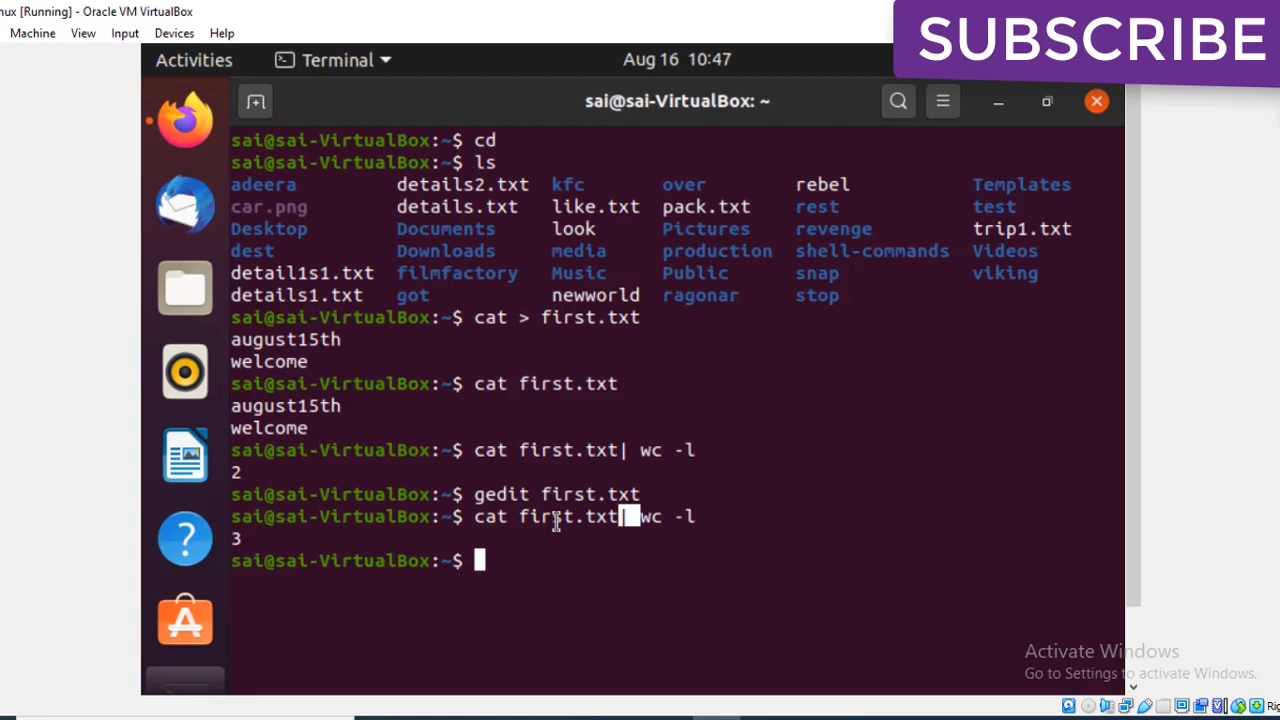 nux [Running] - Oracle VM VirtualBox
Machine View Input Devices Help
SUBSCRIBE
Activities Terminal Aug 16 10:47
sai@sai-VirtualBox: ~
sai@sai-VirtualBox:~$ cd
sai@sai-VirtualBox:~$ ls
adeera details2.txt kfc over rebel Templates
car.png details.txt like.txt pack.txt rest test
Desktop Documents look Pictures revenge trip1.txt
dest Downloads media production shell-commands Videos
detail1s1.txt filmfactory Music Public snap viking
details1.txt got newworld ragonar stop
sai@sai-VirtualBox:~$ cat > first.txt
august15th
welcome
sai@sai-VirtualBox:~$ cat first.txt
august15th
welcome
sai@sai-VirtualBox:~$ cat first.txt| wc -l
2
sai@sai-VirtualBox:~$ gedit first.txt
sai@sai-VirtualBox:~$ cat first.txt| wc -l
3
sai@sai-VirtualBox:~$
Activate Windows
Go to Settings to activate Windows.